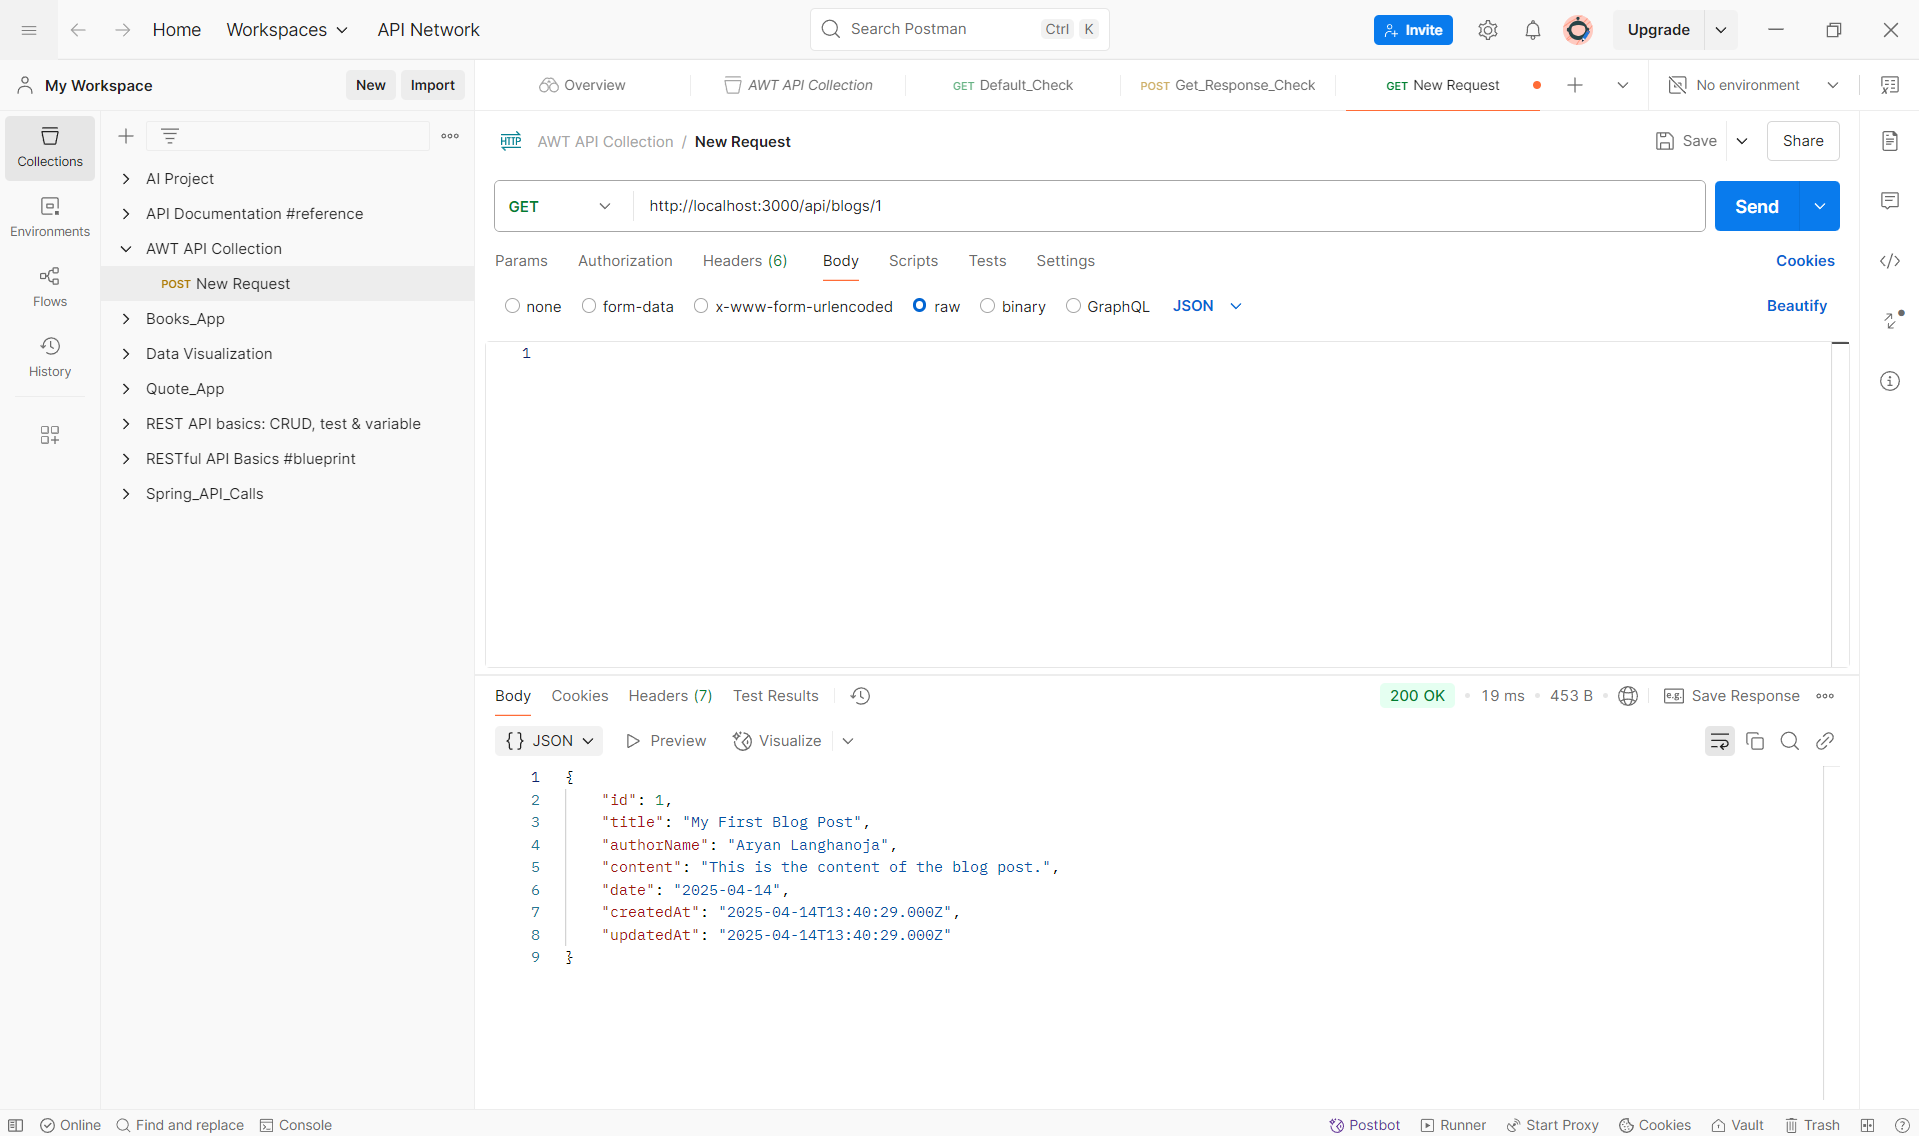 Home Workspaces API Network Search Postman Ctrl K Invite Upgrade
My Workspace New Import Overview AWT API Collection GET Default_Check POST Get_Response_Check GET New Request No environment
Collections
Environments
Flows
History
AI Project
API Documentation #reference
AWT API Collection
POST New Request
Books_App
Data Visualization
Quote_App
REST API basics: CRUD, test & variable
RESTful API Basics #blueprint
Spring_API_Calls
HTTP AWT API Collection / New Request Save Share
GET http://localhost:3000/api/blogs/1 Send
Params Authorization Headers (6) Body Scripts Tests Settings Cookies
none form-data x-www-form-urlencoded raw binary GraphQL JSON Beautify
1
Body Cookies Headers (7) Test Results 200 OK • 19 ms • 453 B • e.g. Save Response
{} JSON Preview Visualize
1 {
2 "id": 1,
3 "title": "My First Blog Post",
4 "authorName": "Aryan Langhanoja",
5 "content": "This is the content of the blog post.",
6 "date": "2025-04-14",
7 "createdAt": "2025-04-14T13:40:29.000Z",
8 "updatedAt": "2025-04-14T13:40:29.000Z"
9 }
Online Find and replace Console Postbot Runner Start Proxy Cookies Vault Trash